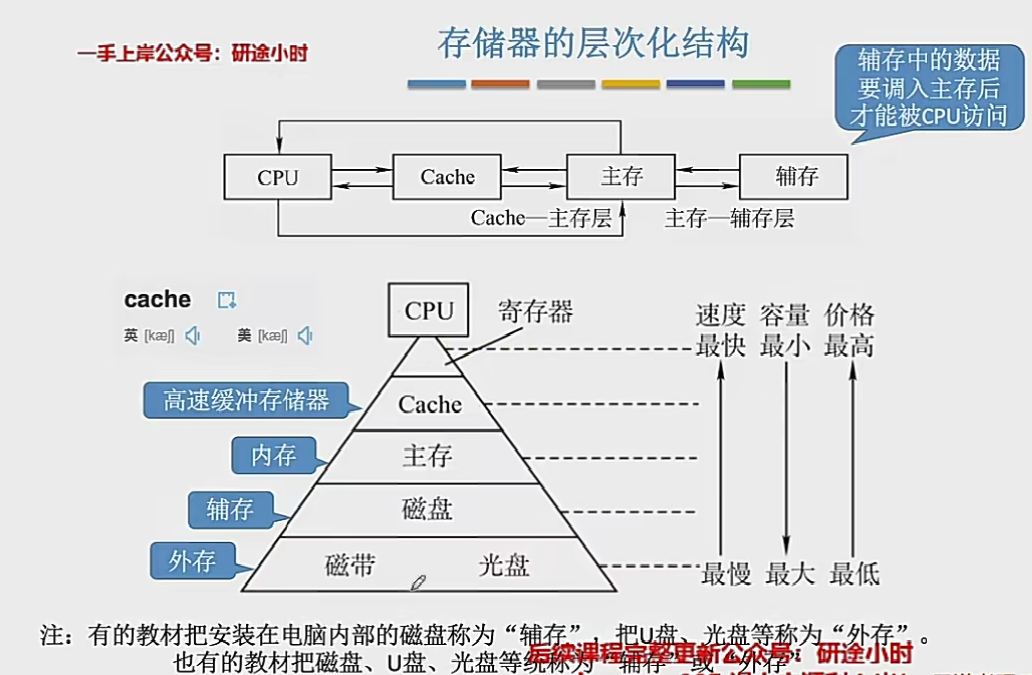 一手上岸公众号：研途小时
存储器的层次化结构
辅存中的数据
要调入主存后
才能被CPU访问
CPU
Cache
主存
辅存
Cache—主存层
主存—辅存层
cache
英 [kæʃ]
美 [kæʃ]
CPU
寄存器
速度 容量 价格
最快 最小 最高
高速缓冲存储器
Cache
内存
主存
辅存
磁盘
外存
磁带
光盘
最慢 最大 最低
注：有的教材把安装在电脑内部的磁盘称为“辅存”，把U盘、光盘等称为“外存”。
也有的教材把磁盘、U盘、光盘等统称为“辅存”或“外存”
后续课程完整更新公众号：研途小时